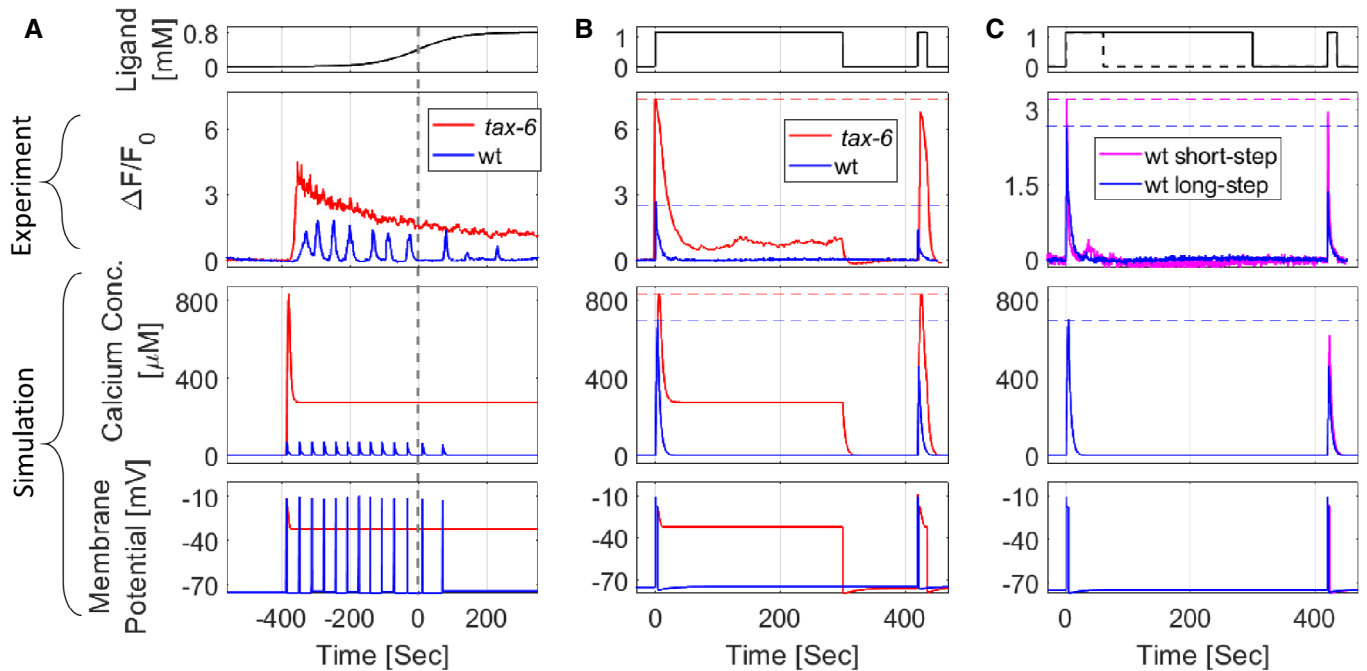 A
B
C
Ligand
[mM]
0.8
0
1
0
1
0
Experiment
ΔF/F0
6
3
0
tax-6
wt
6
3
0
tax-6
wt
3
1.5
0
wt short-step
wt long-step
Simulation
Calcium Conc.
[μM]
800
400
0
800
400
0
800
400
0
Membrane
Potential [mV]
-10
-40
-70
-10
-40
-70
-10
-40
-70
-400 -200 0 200
0 200 400
0 200 400
Time [Sec]
Time [Sec]
Time [Sec]